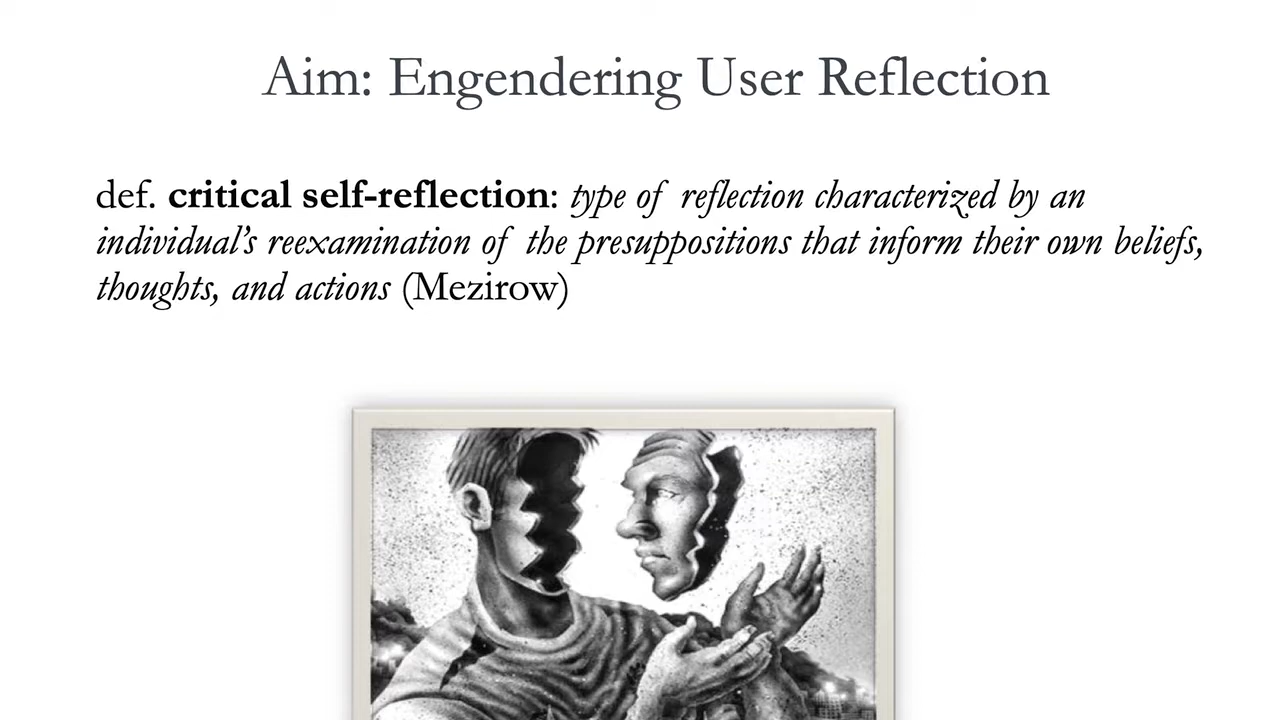 Aim: Engendering User Reflection
def. critical self-reflection: type of reflection characterized by an
individual’s reexamination of the presuppositions that inform their own beliefs,
thoughts, and actions (Mezirow)